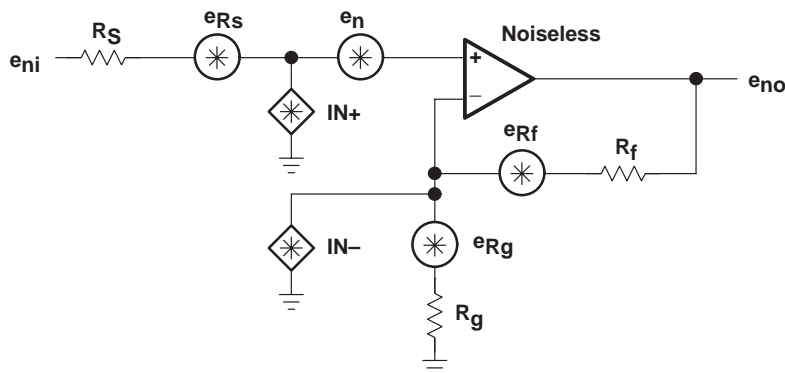 eRs
en
Noiseless
RS
eni
+
−
IN+
eno
eRf
Rf
IN−
eRg
Rg